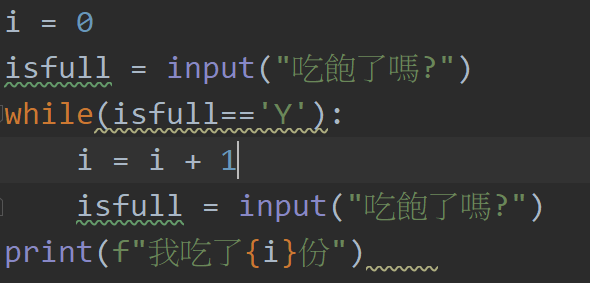 i = 0
isfull = input("吃飽了嗎?")
while(isfull=='Y'):
    i = i + 1
    isfull = input("吃飽了嗎?")
print(f"我吃了{i}份")